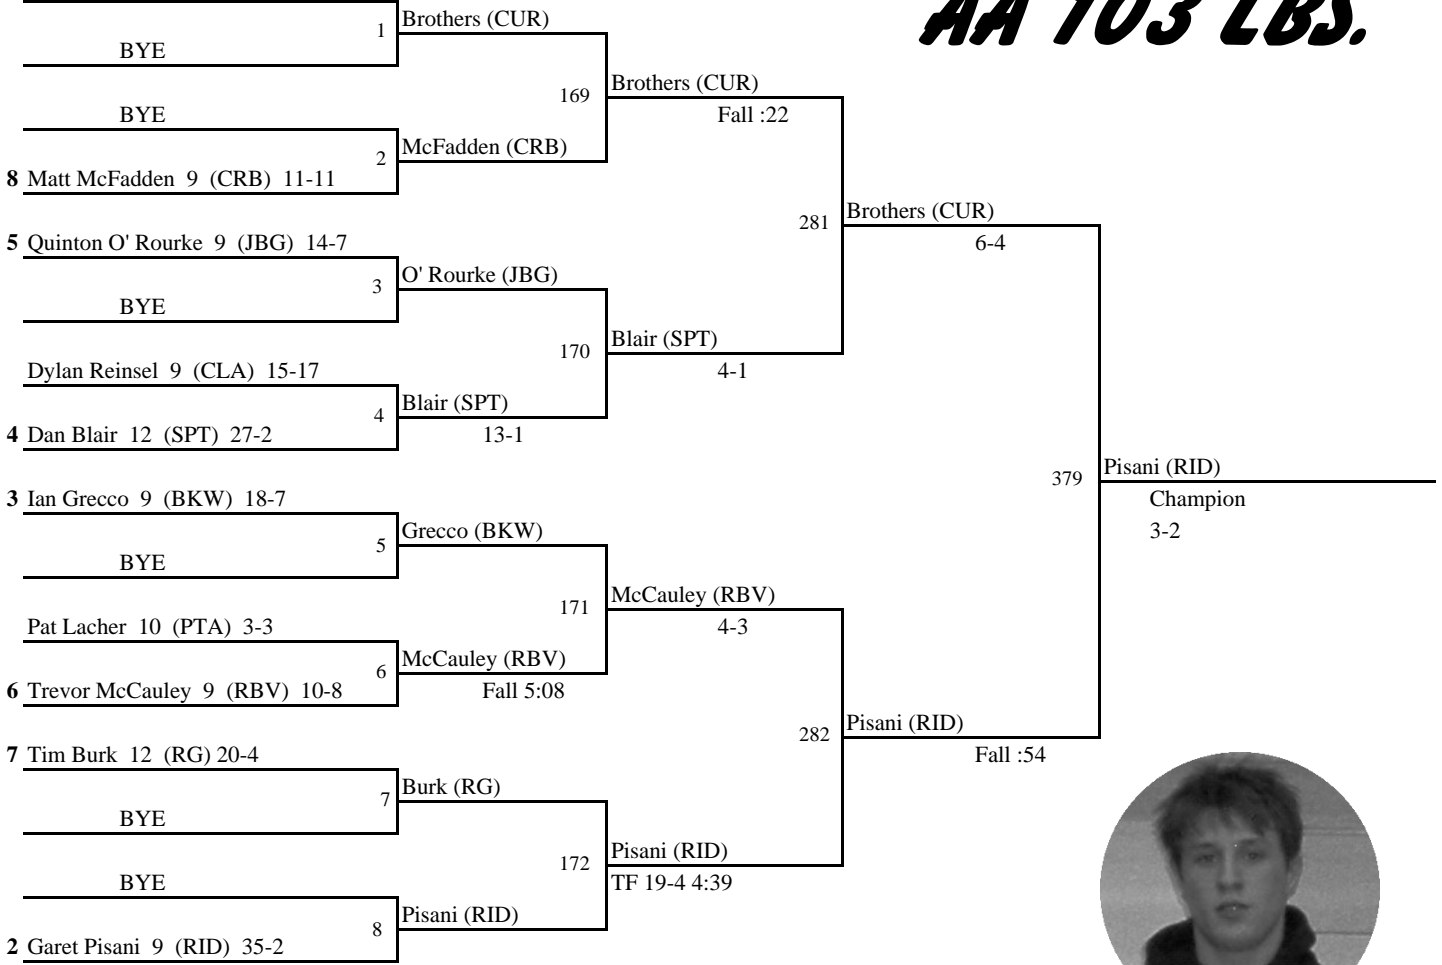 AA 103 LBS.
1 Brothers (CUR)
BYE
169 Brothers (CUR)
Fall :22
BYE
2 McFadden (CRB)
8 Matt McFadden 9 (CRB) 11-11
281 Brothers (CUR)
6-4
5 Quinton O' Rourke 9 (JBG) 14-7
3 O' Rourke (JBG)
BYE
170 Blair (SPT)
4-1
Dylan Reinsel 9 (CLA) 15-17
4 Blair (SPT)
13-1
4 Dan Blair 12 (SPT) 27-2
379 Pisani (RID)
Champion
3-2
3 Ian Grecco 9 (BKW) 18-7
5 Grecco (BKW)
BYE
171 McCauley (RBV)
4-3
Pat Lacher 10 (PTA) 3-3
6 McCauley (RBV)
Fall 5:08
6 Trevor McCauley 9 (RBV) 10-8
282 Pisani (RID)
Fall :54
7 Tim Burk 12 (RG) 20-4
7 Burk (RG)
BYE
172 Pisani (RID)
TF 19-4 4:39
BYE
8 Pisani (RID)
2 Garet Pisani 9 (RID) 35-2